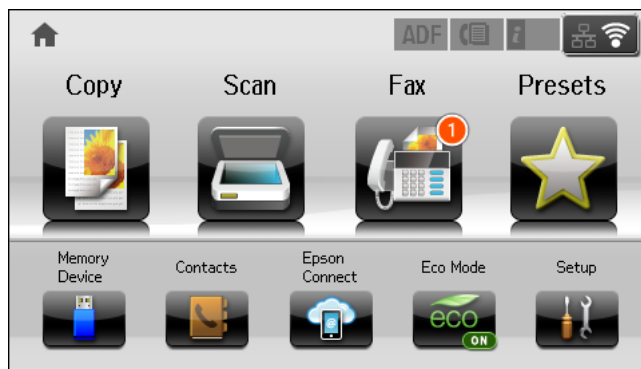 ADF i
Copy Scan Fax Presets
1
Memory Device Contacts Epson Connect Eco Mode Setup
@
eco
ON